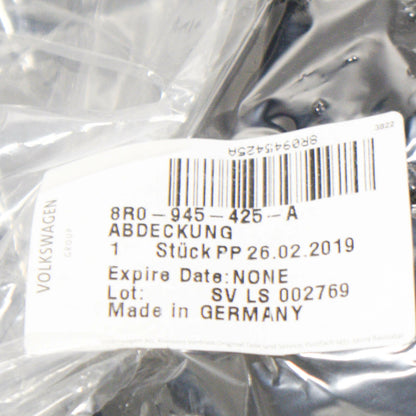 3822
8R0945425A
8R0-945-425-A
ABDECKUNG
1 Stück PP 26.02.2019
Expire Date:NONE
Lot: SV LS 002769
Made in GERMANY
VOLKSWAGEN
GROUP